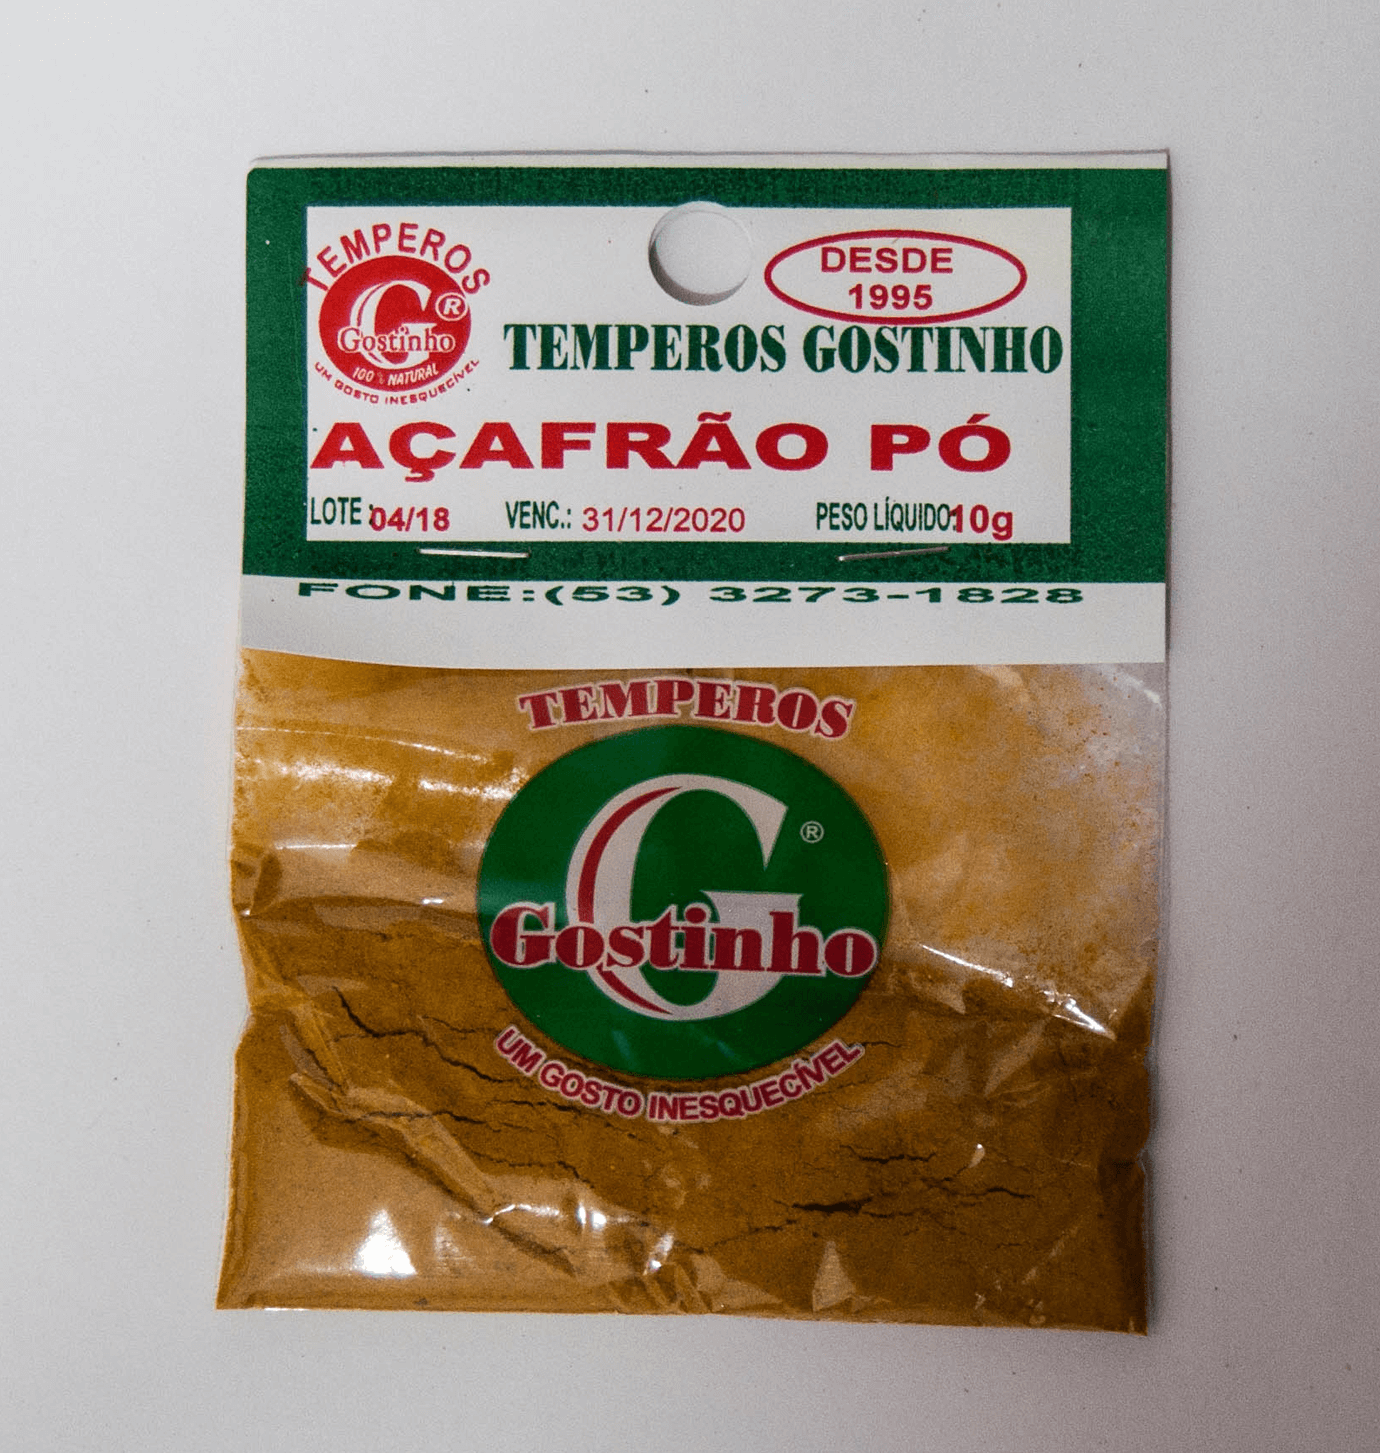 TEMPEROS
G®
Gostinho
100% NATURAL
UM GOSTO INESQUECÍVEL
DESDE
1995
TEMPEROS GOSTINHO
AÇAFRÃO PÓ
LOTE: 04/18 VENC.: 31/12/2020 PESO LÍQUIDO: 10g
FONE:(53) 3273-1828
TEMPEROS
G ®
Gostinho
UM GOSTO INESQUECÍVEL